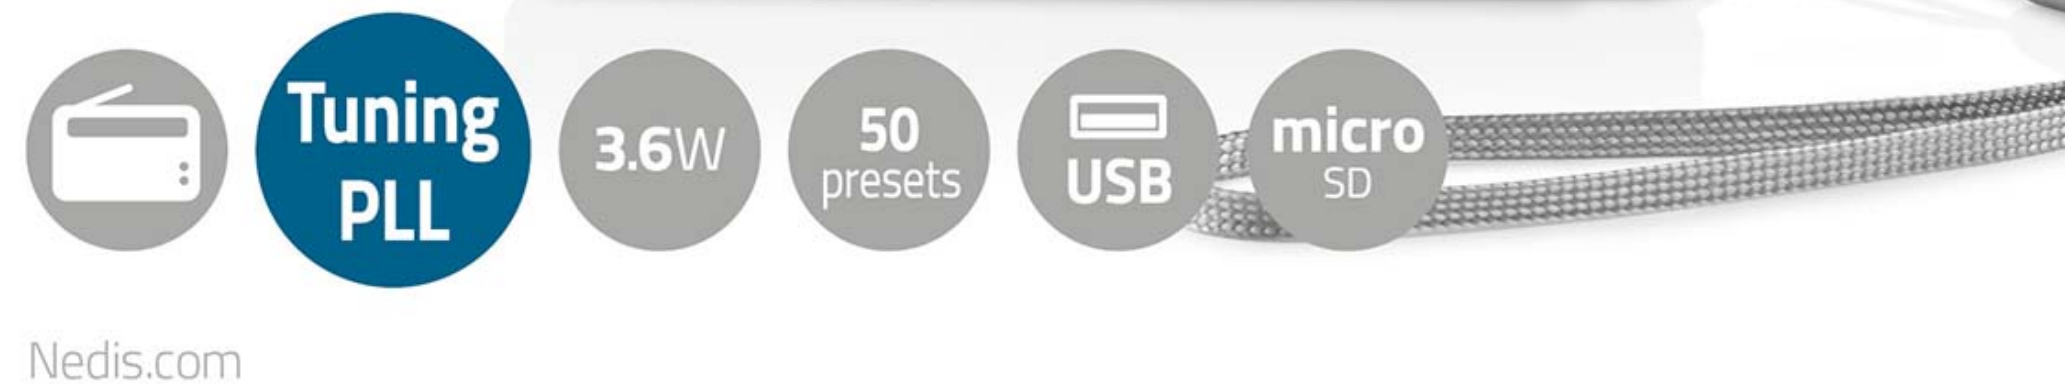 Tuning
PLL
3.6W
50
presets
USB
micro
SD
Nedis.com